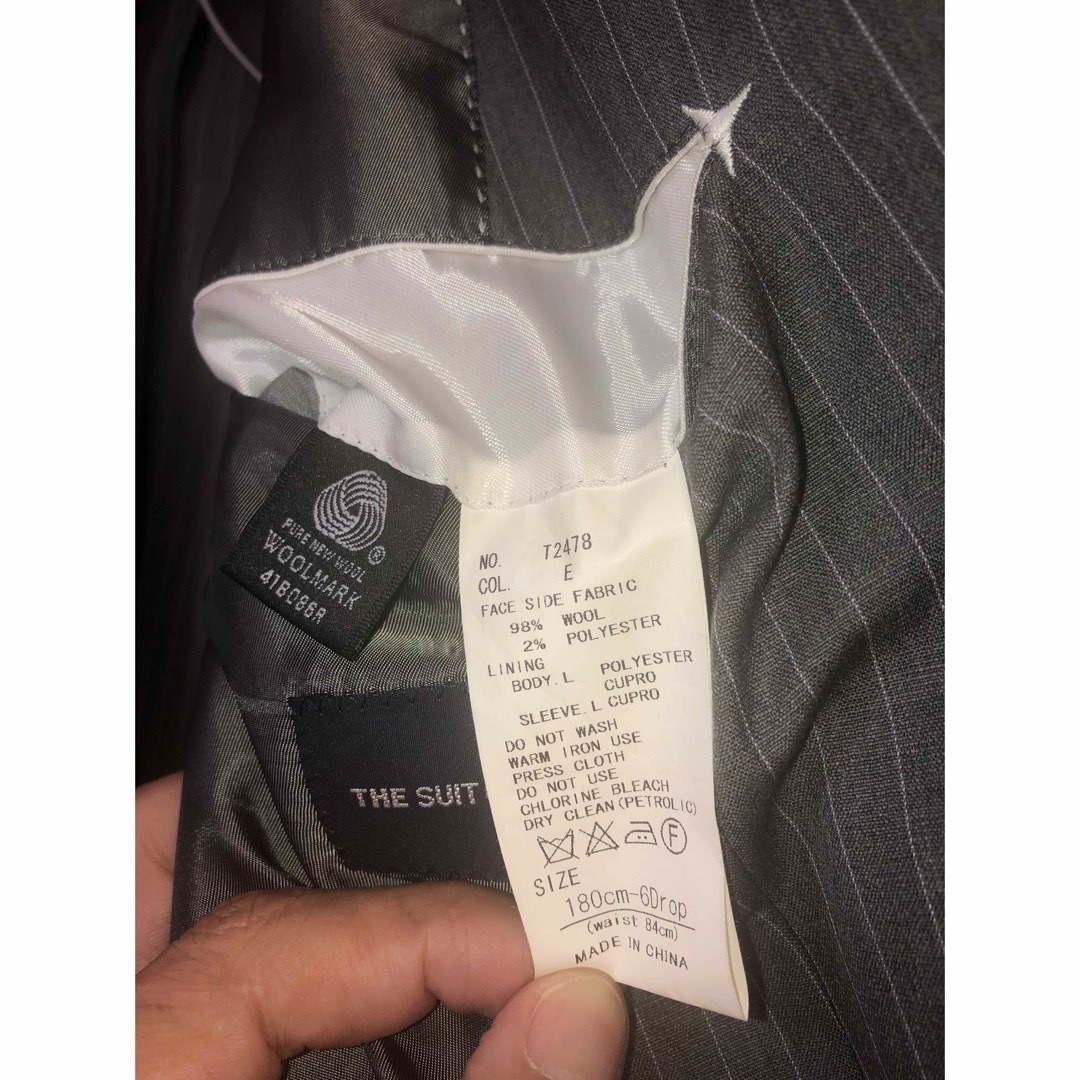 PURE NEW WOOL
WOOLMARK
41B086R
THE SUIT
NO. T2478
COL. E
FACE SIDE FABRIC
98% WOOL
2% POLYESTER
LINING
BODY.L POLYESTER
CUPRO
SLEEVE.L CUPRO
DO NOT WASH
WARM IRON USE
PRESS CLOTH
DO NOT USE
CHLORINE BLEACH
DRY CLEAN(PETROLIC)
F
SIZE
180cm-6Drop
(waist 84cm)
MADE IN CHINA